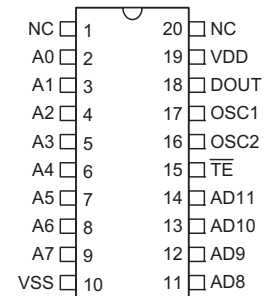 NC 1 20 NC
A0 2 19 VDD
A1 3 18 DOUT
A2 4 17 OSC1
A3 5 16 OSC2
A4 6 15 T̅E̅
A5 7 14 AD11
A6 8 13 AD10
A7 9 12 AD9
VSS 10 11 AD8